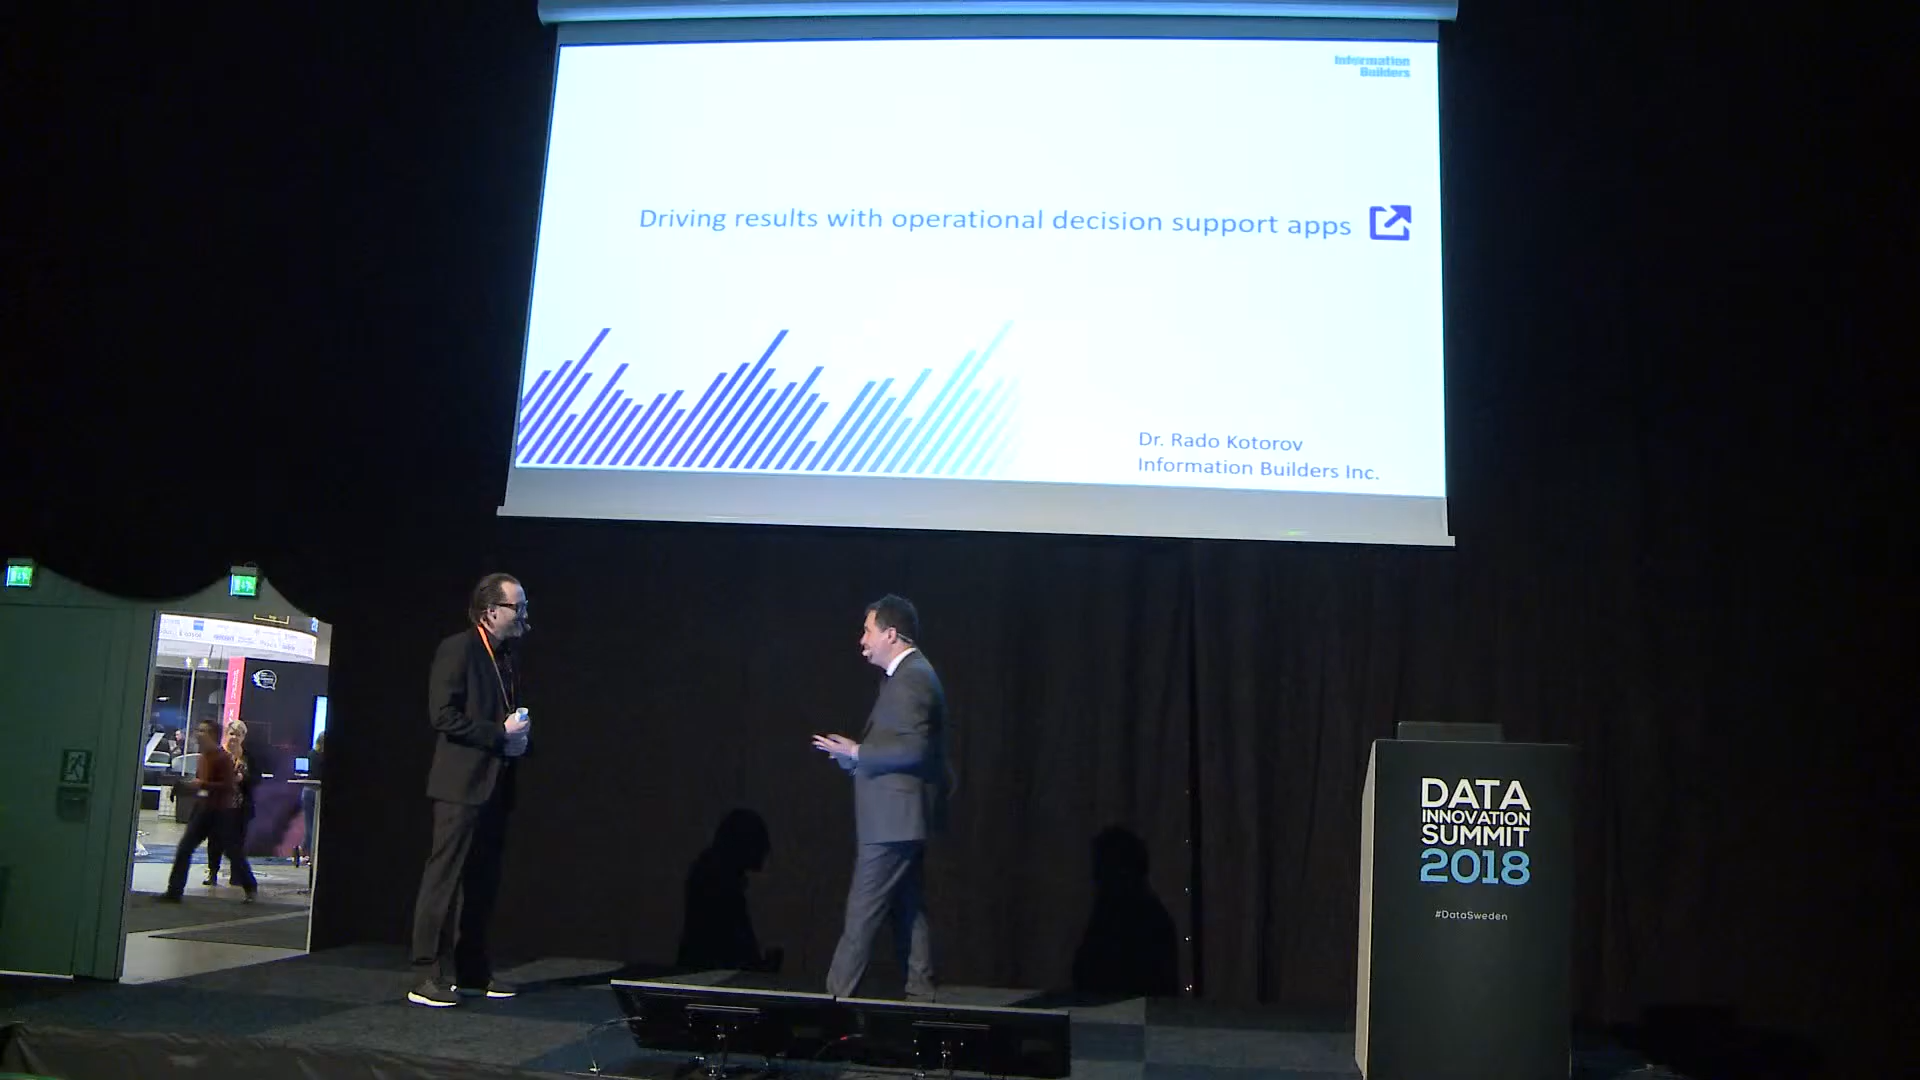 Information
Builders
Driving results with operational decision support apps
Dr. Rado Kotorov
Information Builders Inc.
DATA
INNOVATION
SUMMIT
2018
#DataSweden